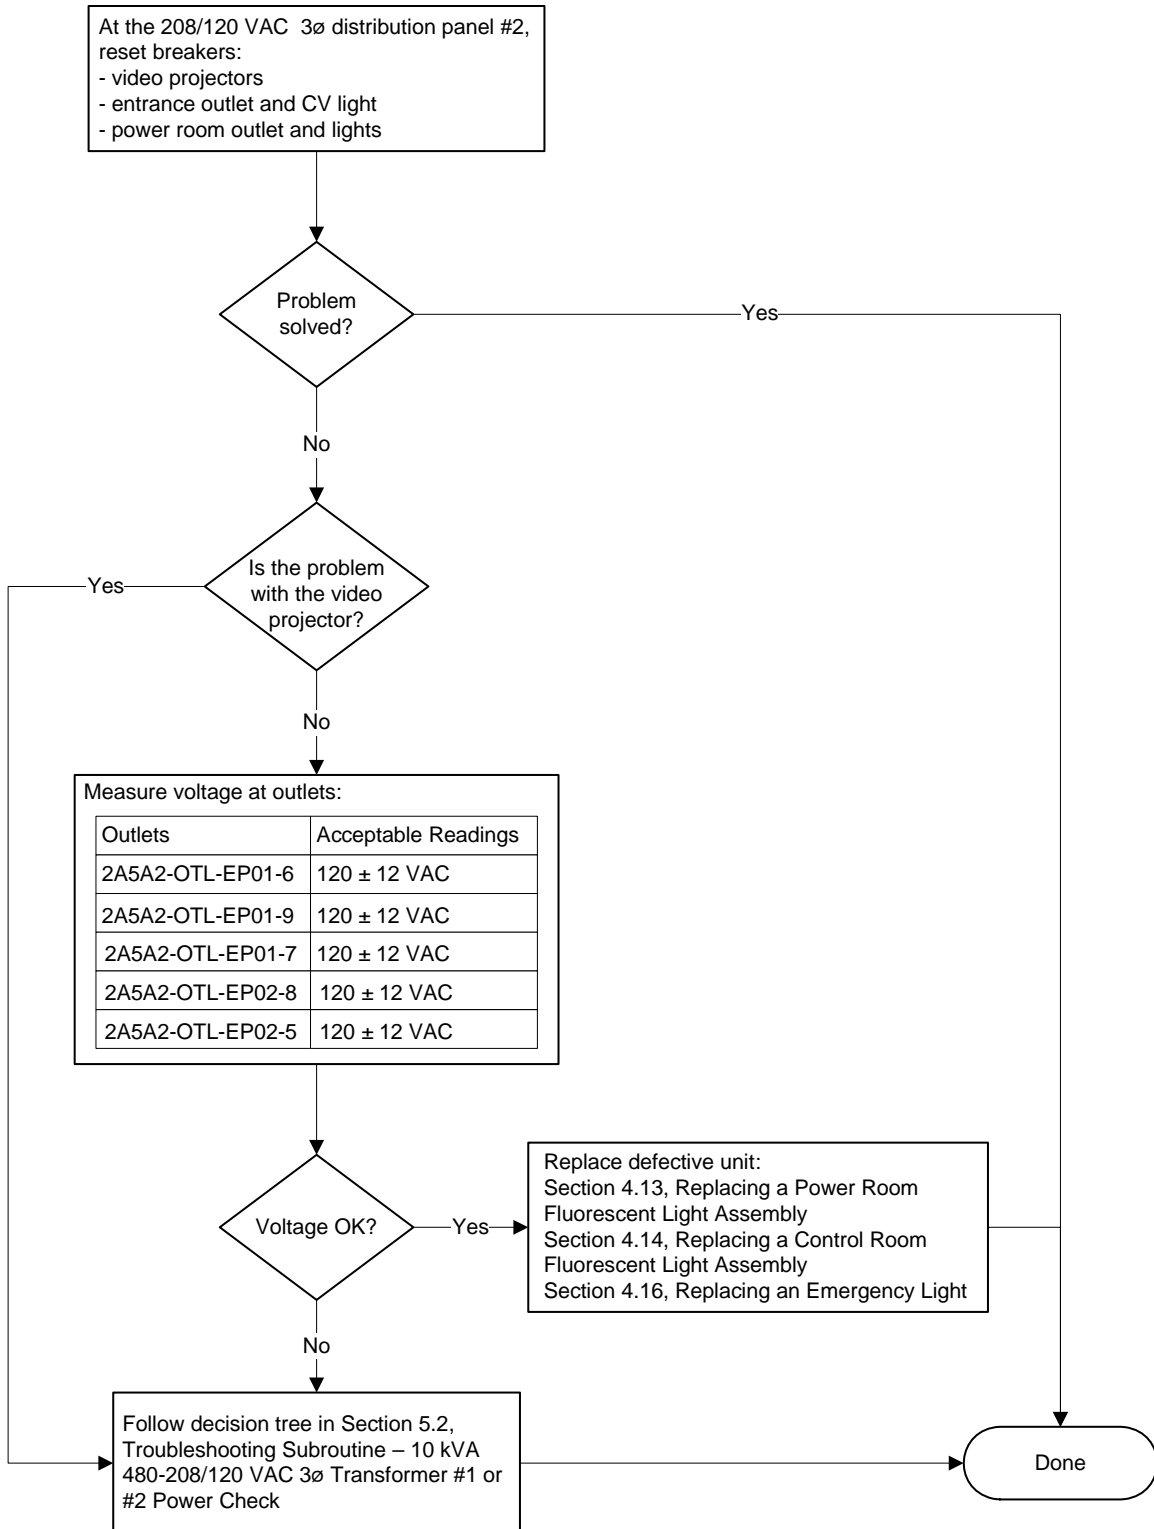 At the 208/120 VAC  3ø distribution panel #2,
reset breakers:
- video projectors
- entrance outlet and CV light
- power room outlet and lights
Problem
solved?
Yes
No
Is the problem
with the video
projector?
Yes
No
Measure voltage at outlets:
Outlets Acceptable Readings
2A5A2-OTL-EP01-6 120 ± 12 VAC
2A5A2-OTL-EP01-9 120 ± 12 VAC
2A5A2-OTL-EP01-7 120 ± 12 VAC
2A5A2-OTL-EP02-8 120 ± 12 VAC
2A5A2-OTL-EP02-5 120 ± 12 VAC
Voltage OK?
Yes
Replace defective unit:
Section 4.13, Replacing a Power Room
Fluorescent Light Assembly
Section 4.14, Replacing a Control Room
Fluorescent Light Assembly
Section 4.16, Replacing an Emergency Light
No
Follow decision tree in Section 5.2,
Troubleshooting Subroutine – 10 kVA
480-208/120 VAC 3ø Transformer #1 or
#2 Power Check
Done